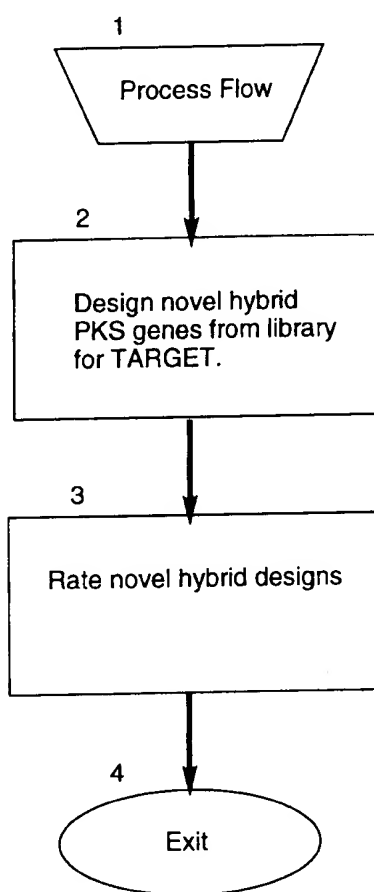 1
Process Flow
2
Design novel hybrid
PKS genes from library
for TARGET.
3
Rate novel hybrid designs
4
Exit